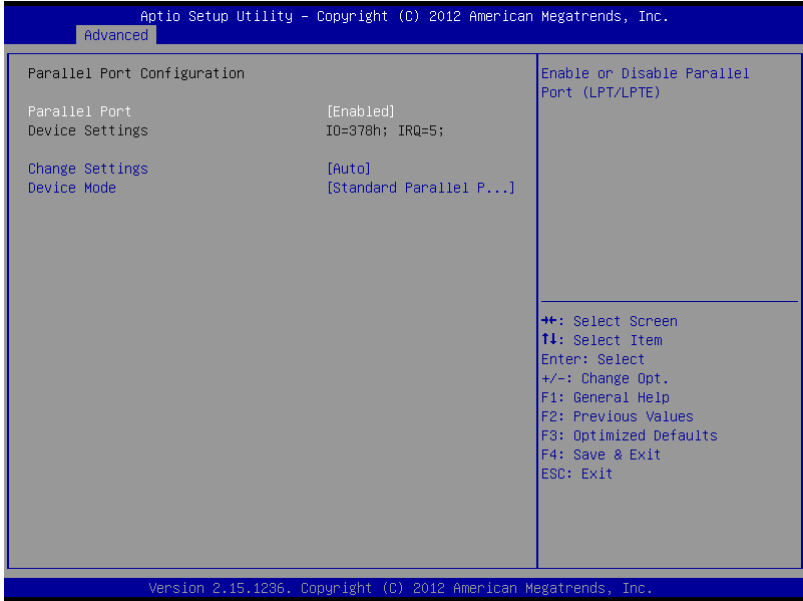 Aptio Setup Utility – Copyright (C) 2012 American Megatrends, Inc.
Advanced
Parallel Port Configuration
Parallel Port [Enabled]
Device Settings IO=378h; IRQ=5;
Change Settings [Auto]
Device Mode [Standard Parallel P...]
Enable or Disable Parallel
Port (LPT/LPTE)
→←: Select Screen
↑↓: Select Item
Enter: Select
+/-: Change Opt.
F1: General Help
F2: Previous Values
F3: Optimized Defaults
F4: Save & Exit
ESC: Exit
Version 2.15.1236. Copyright (C) 2012 American Megatrends, Inc.